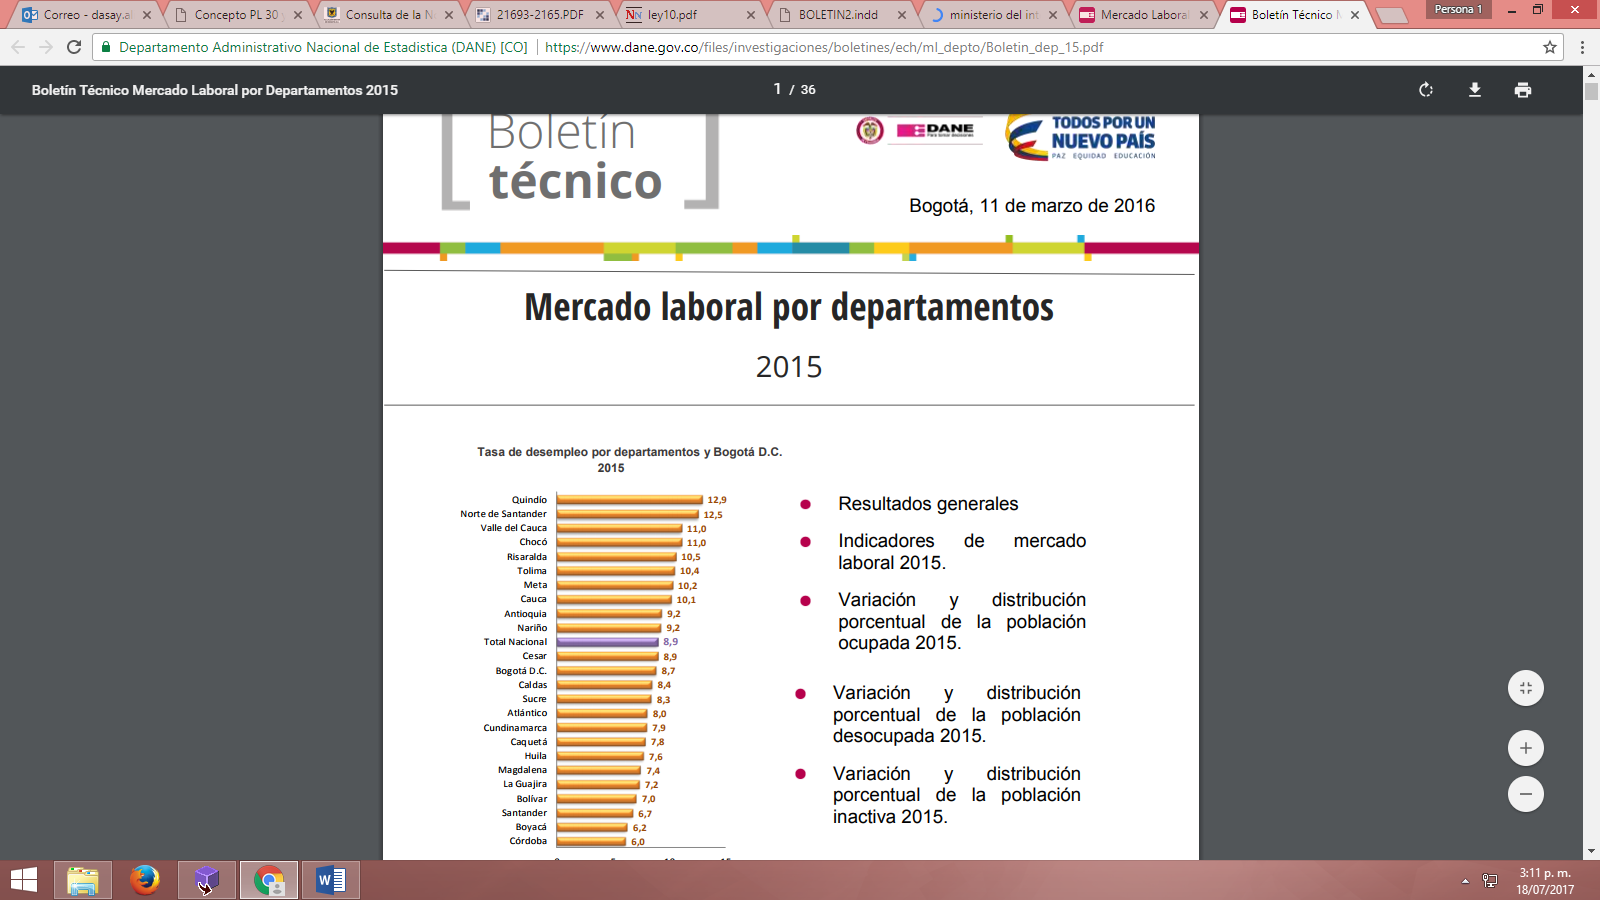 Correo - dasay.al
Concepto PL 30
Consulta de la N
21693-2165.PDF
ley10.pdf
BOLETIN2.indd
ministerio del int
Mercado Laboral
Boletín Técnico M
Persona 1
Departamento Administrativo Nacional de Estadistica (DANE) [CO]
https://www.dane.gov.co/files/investigaciones/boletines/ech/ml_depto/Boletin_dep_15.pdf
Boletín Técnico Mercado Laboral por Departamentos 2015
1 / 36
Boletín
técnico
DANE
TODOS POR UN
NUEVO PAÍS
PAZ EQUIDAD EDUCACIÓN
Bogotá, 11 de marzo de 2016
Mercado laboral por departamentos
2015
Tasa de desempleo por departamentos y Bogotá D.C.
2015
Quindío 12,9
Norte de Santander 12,5
Valle del Cauca 11,0
Chocó 11,0
Risaralda 10,5
Tolima 10,4
Meta 10,2
Cauca 10,1
Antioquia 9,2
Nariño 9,2
Total Nacional 8,9
Cesar 8,9
Bogotá D.C. 8,7
Caldas 8,4
Sucre 8,3
Atlántico 8,0
Cundinamarca 7,9
Caquetá 7,8
Huila 7,6
Magdalena 7,4
La Guajira 7,2
Bolívar 7,0
Santander 6,7
Boyacá 6,2
Córdoba 6,0
Resultados generales
Indicadores de mercado
laboral 2015.
Variación y distribución
porcentual de la población
ocupada 2015.
Variación y distribución
porcentual de la población
desocupada 2015.
Variación y distribución
porcentual de la población
inactiva 2015.
3:11 p. m.
18/07/2017